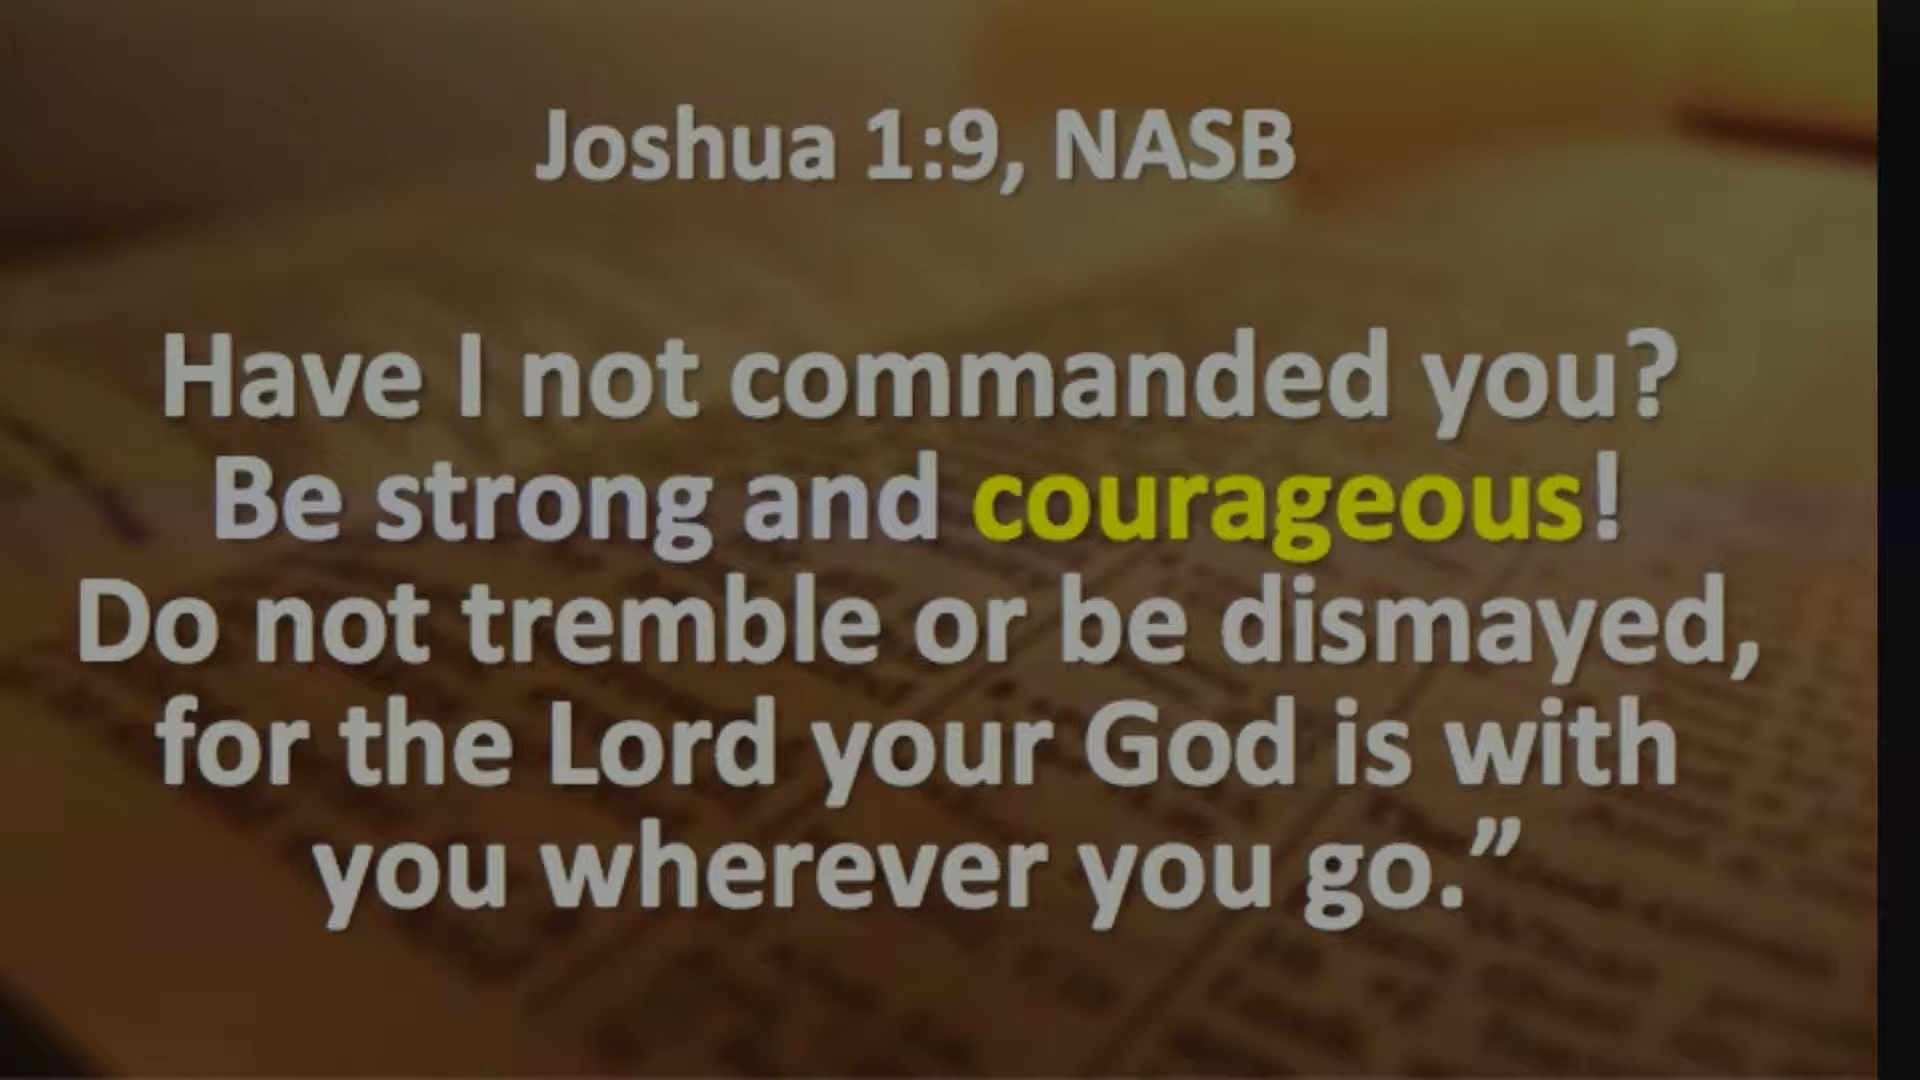 Joshua 1:9, NASB
Have I not commanded you?
Be strong and courageous!
Do not tremble or be dismayed,
for the Lord your God is with
you wherever you go.”